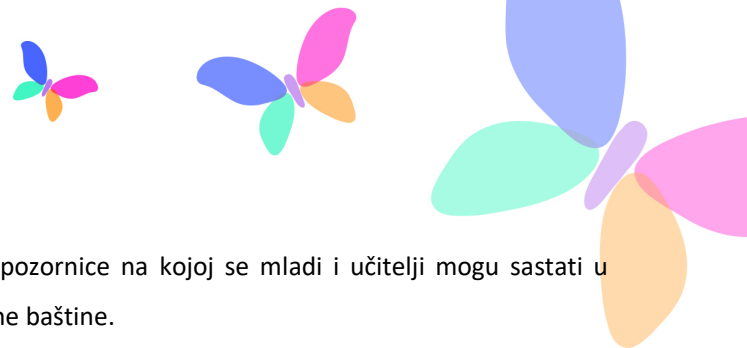 pozornice na kojoj se mladi i učitelji mogu sastati u
ne baštine.